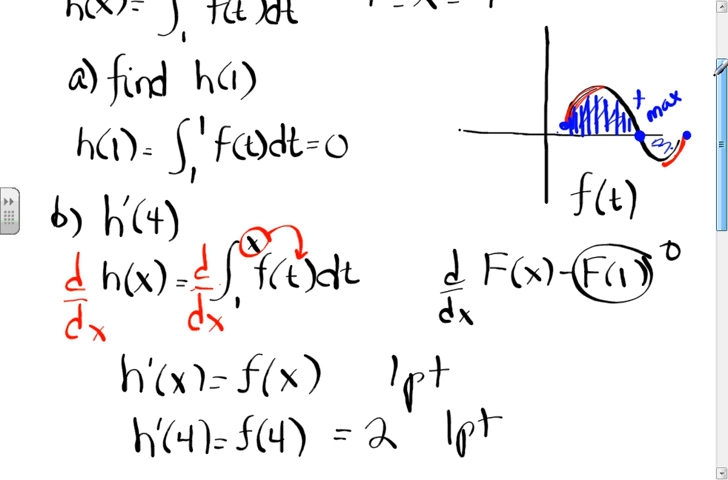 h(x) = ∫₁ f(t)dt
a) find h(1)
h(1) = ∫₁¹ f(t)dt = 0
+ max
f(t)
b) h'(4)
d/dx h(x) = d/dx ∫₁ˣ f(t)dt
d/dx F(x) - F(1) 0
h'(x) = f(x) 1pt
h'(4) = f(4) = 2 1pt